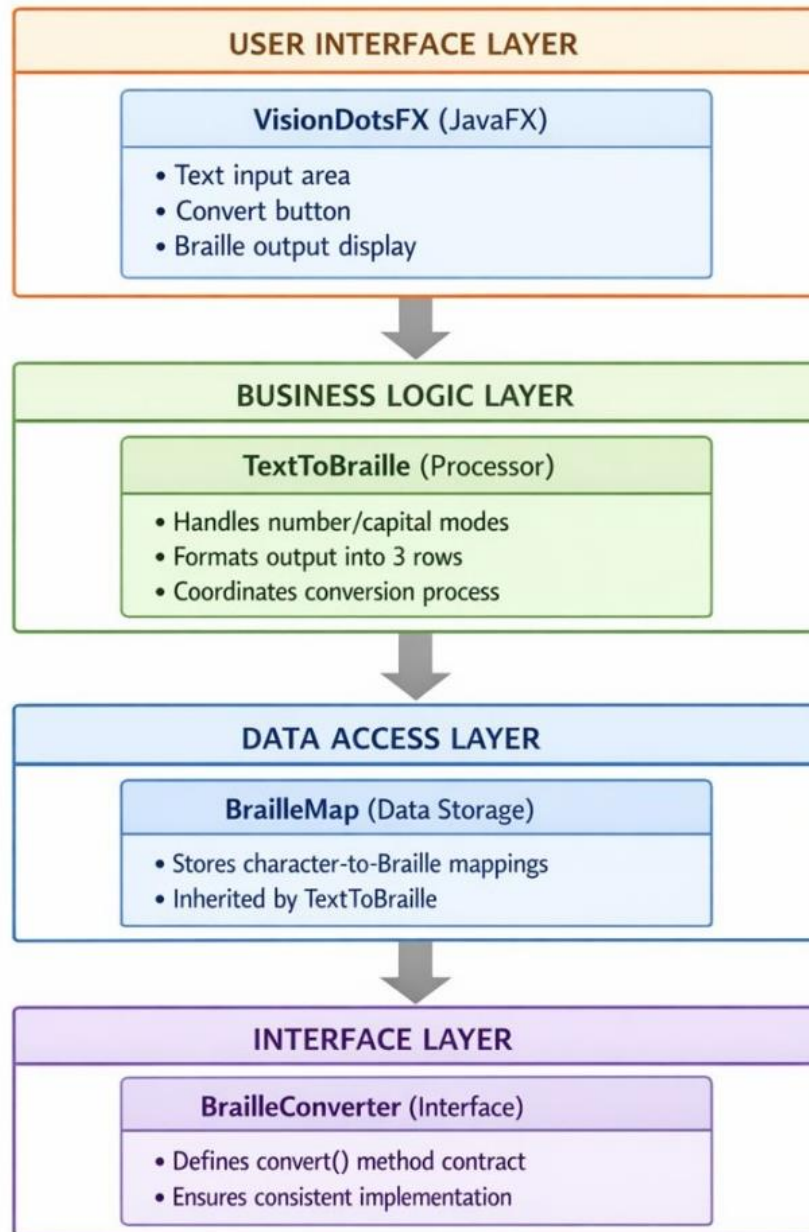 USER INTERFACE LAYER
VisionDotsFX (JavaFX)
• Text input area
• Convert button
• Braille output display
BUSINESS LOGIC LAYER
TextToBraille (Processor)
• Handles number/capital modes
• Formats output into 3 rows
• Coordinates conversion process
DATA ACCESS LAYER
BrailleMap (Data Storage)
• Stores character-to-Braille mappings
• Inherited by TextToBraille
INTERFACE LAYER
BrailleConverter (Interface)
• Defines convert() method contract
• Ensures consistent implementation